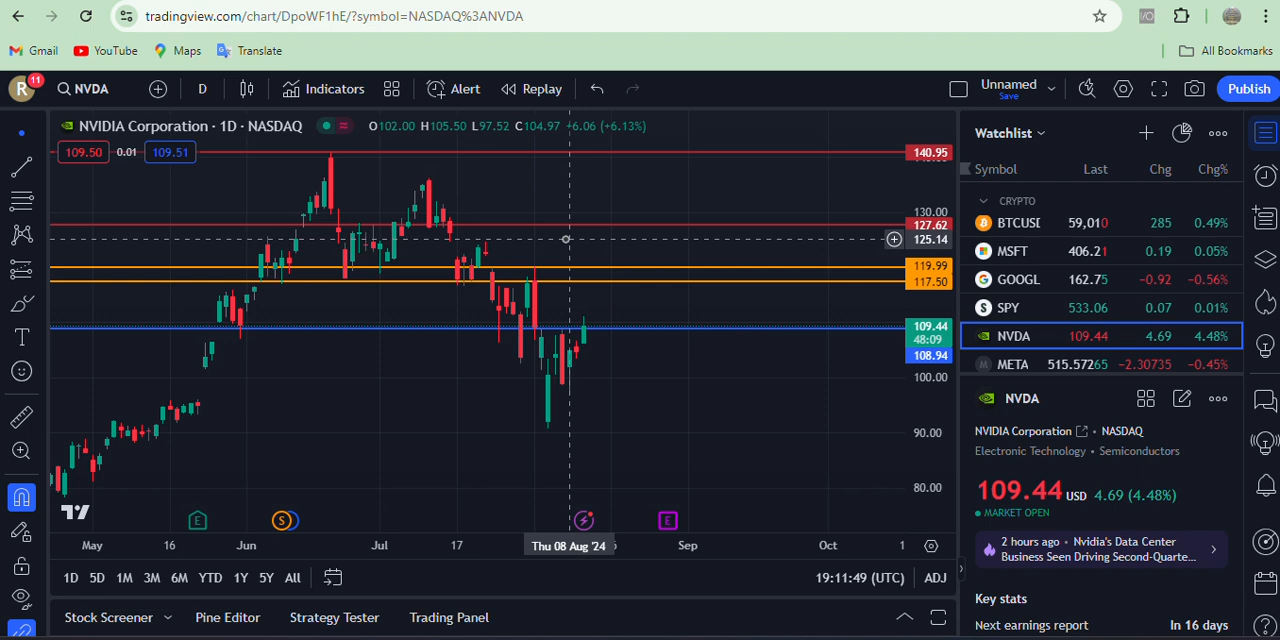 tradingview.com/chart/DpoWF1hE/?symbol=NASDAQ%3ANVDA
Gmail YouTube Maps Translate All Bookmarks
R 11 NVDA D Indicators Alert Replay Unnamed Save Publish
NVIDIA Corporation · 1D · NASDAQ O102.00 H105.50 L97.52 C104.97 +6.06 (+6.13%)
109.50 0.01 109.51
140.95
130.00
127.62
125.14
119.99
117.50
109.44
48:09
108.94
100.00
90.00
80.00
E S E
May 16 Jun Jul 17 Thu 08 Aug '24 Sep Oct 1
1D 5D 1M 3M 6M YTD 1Y 5Y All 19:11:49 (UTC) ADJ
Stock Screener Pine Editor Strategy Tester Trading Panel
Watchlist
Symbol Last Chg Chg%
CRYPTO
BTCUSD 59,010 285 0.49%
MSFT 406.21 0.19 0.05%
GOOGL 162.75 −0.92 −0.56%
SPY 533.06 0.07 0.01%
NVDA 109.44 4.69 4.48%
META 515.57265 −2.30735 −0.45%
NVDA
NVIDIA Corporation • NASDAQ
Electronic Technology • Semiconductors
109.44 USD 4.69 (4.48%)
MARKET OPEN
2 hours ago • Nvidia's Data Center
Business Seen Driving Second-Quarte...
Key stats
Next earnings report In 16 days